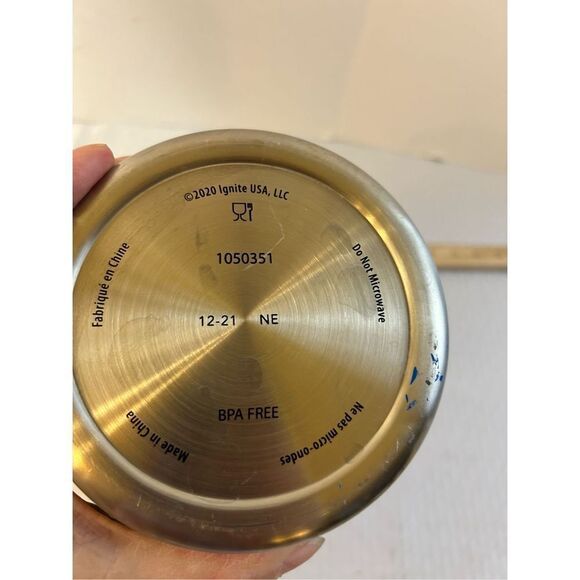 ©2020 Ignite USA, LLC
1050351
Do Not Microwave
Fabriqué en Chine
12-21 NE
BPA FREE
Made in China
Ne pas micro-ondes